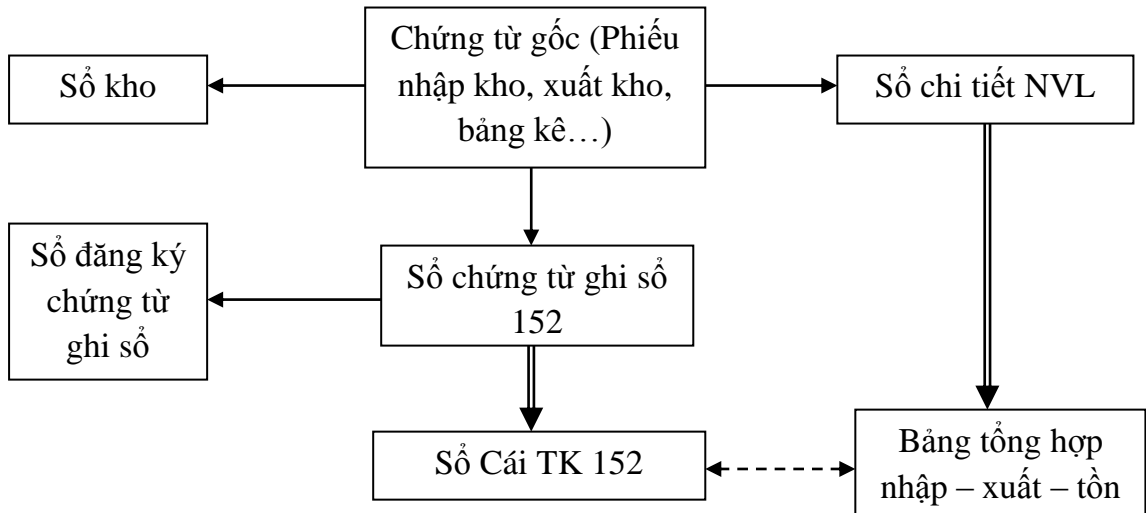 Chứng từ gốc (Phiếu
nhập kho, xuất kho,
bảng kê…)
Sổ kho
Sổ chi tiết NVL
Sổ đăng ký
chứng từ
ghi sổ
Sổ chứng từ ghi sổ
152
Sổ Cái TK 152
Bảng tổng hợp
nhập – xuất – tồn